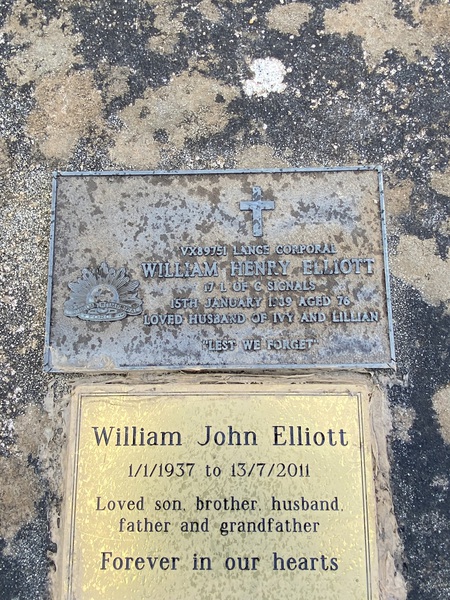 VX89751 LANCE CORPORAL
WILLIAM HENRY ELLIOTT
17 L OF C SIGNALS
15TH JANUARY 1989 AGED 76
LOVED HUSBAND OF IVY AND LILLIAN
"LEST WE FORGET"
William John Elliott
1/1/1937 to 13/7/2011
Loved son, brother, husband,
father and grandfather
Forever in our hearts